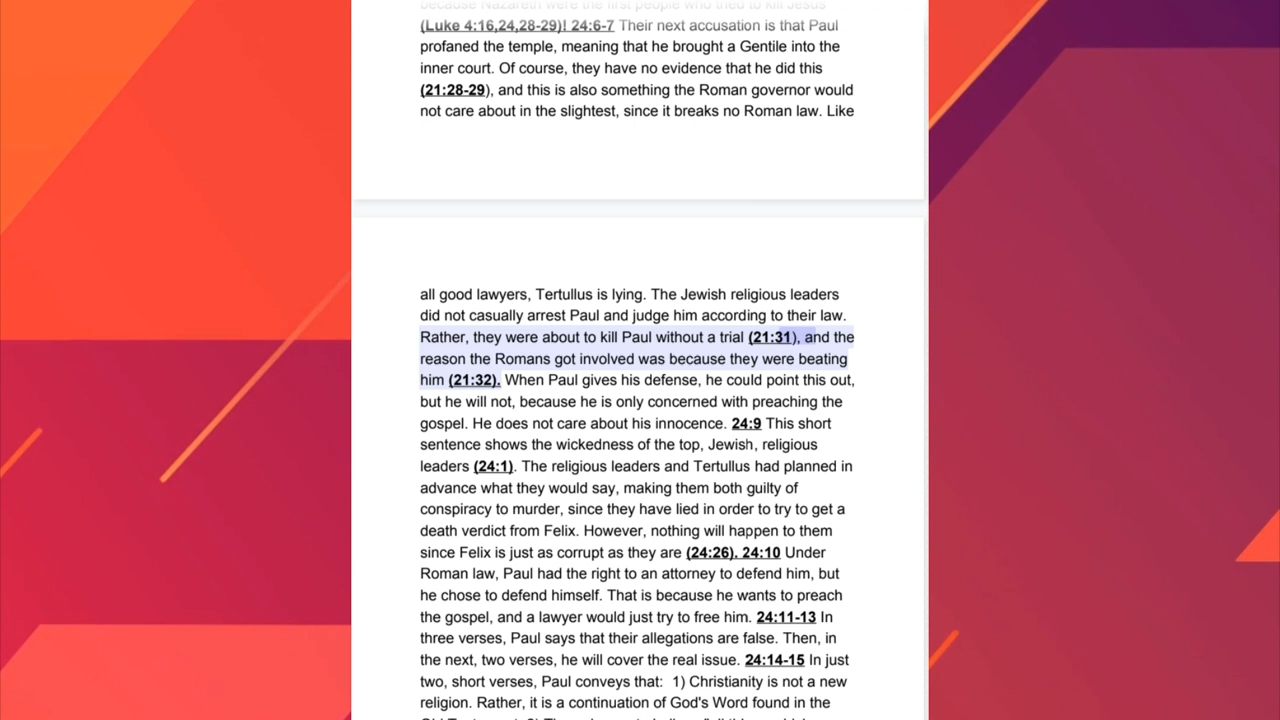 because Nazareth were the first people who tried to kill Jesus
(Luke 4:16,24,28-29)! 24:6-7 Their next accusation is that Paul
profaned the temple, meaning that he brought a Gentile into the
inner court. Of course, they have no evidence that he did this
(21:28-29), and this is also something the Roman governor would
not care about in the slightest, since it breaks no Roman law. Like
all good lawyers, Tertullus is lying. The Jewish religious leaders
did not casually arrest Paul and judge him according to their law.
Rather, they were about to kill Paul without a trial (21:31), and the
reason the Romans got involved was because they were beating
him (21:32). When Paul gives his defense, he could point this out,
but he will not, because he is only concerned with preaching the
gospel. He does not care about his innocence. 24:9 This short
sentence shows the wickedness of the top, Jewish, religious
leaders (24:1). The religious leaders and Tertullus had planned in
advance what they would say, making them both guilty of
conspiracy to murder, since they have lied in order to try to get a
death verdict from Felix. However, nothing will happen to them
since Felix is just as corrupt as they are (24:26). 24:10 Under
Roman law, Paul had the right to an attorney to defend him, but
he chose to defend himself. That is because he wants to preach
the gospel, and a lawyer would just try to free him. 24:11-13 In
three verses, Paul says that their allegations are false. Then, in
the next, two verses, he will cover the real issue. 24:14-15 In just
two, short verses, Paul conveys that: 1) Christianity is not a new
religion. Rather, it is a continuation of God's Word found in the